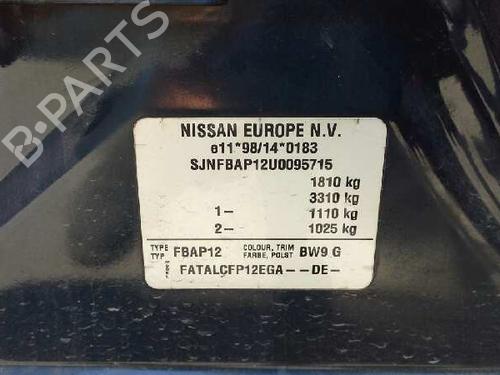 B-PARTS
NISSAN EUROPE N.V.
e11*98/14*0183
SJNFBAP12U0095715
1810 kg
3310 kg
1- 1110 kg
2- 1025 kg
TYPE TYP FBAP12 COLOUR, TRIM FARBE, POLST BW9 G
FATALCFP12EGA--DE-